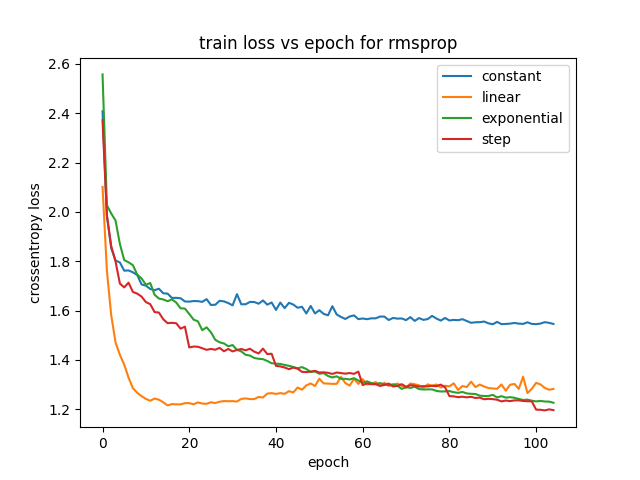 train loss vs epoch for rmsprop
constant
linear
exponential
step
crossentropy loss
2.6
2.4
2.2
2.0
1.8
1.6
1.4
1.2
0 20 40 60 80 100
epoch